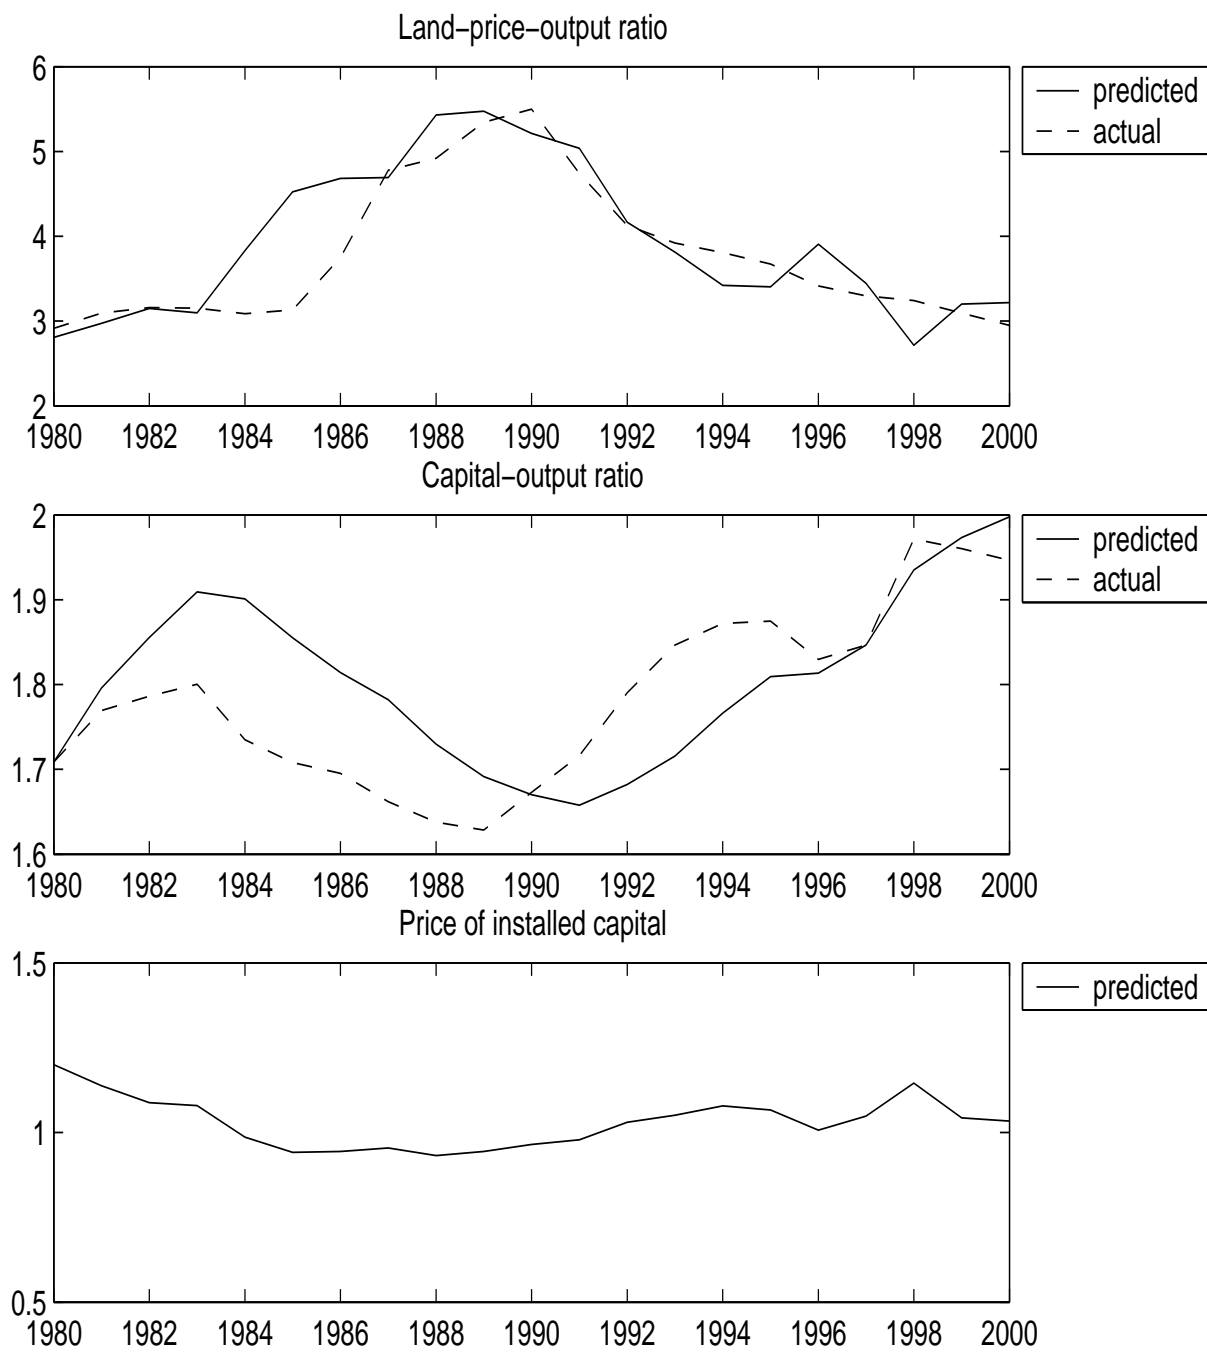 Land−price−output ratio
6
5
4
3
2
1980 1982 1984 1986 1988 1990 1992 1994 1996 1998 2000
predicted
actual
Capital−output ratio
2
1.9
1.8
1.7
1.6
1980 1982 1984 1986 1988 1990 1992 1994 1996 1998 2000
predicted
actual
Price of installed capital
1.5
1
0.5
1980 1982 1984 1986 1988 1990 1992 1994 1996 1998 2000
predicted